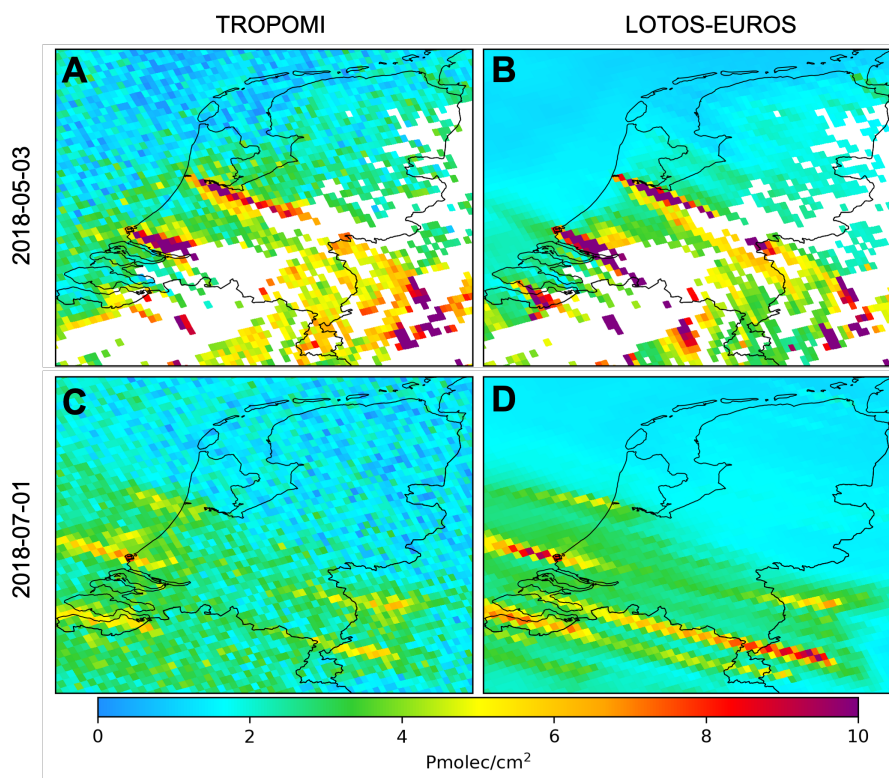 TROPOMI
LOTOS-EUROS
2018-05-03
A
B
2018-07-01
C
D
0 2 4 6 8 10
Pmolec/cm²